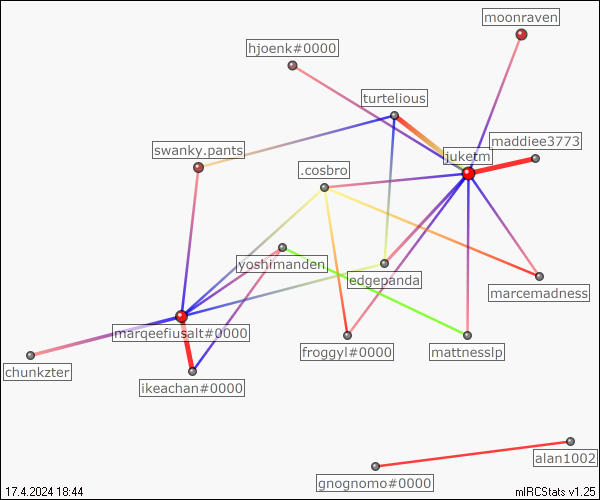 moonraven
hjoenk#0000
turtelious
maddiee3773
swanky.pants
juketm
.cosbro
yoshimanden
edgepanda
marcemadness
marqeefiusalt#0000
froggyl#0000
mattnesslp
chunkzter
ikeachan#0000
alan1002
gnognomo#0000
17.4.2024 18:44
mIRCStats v1.25